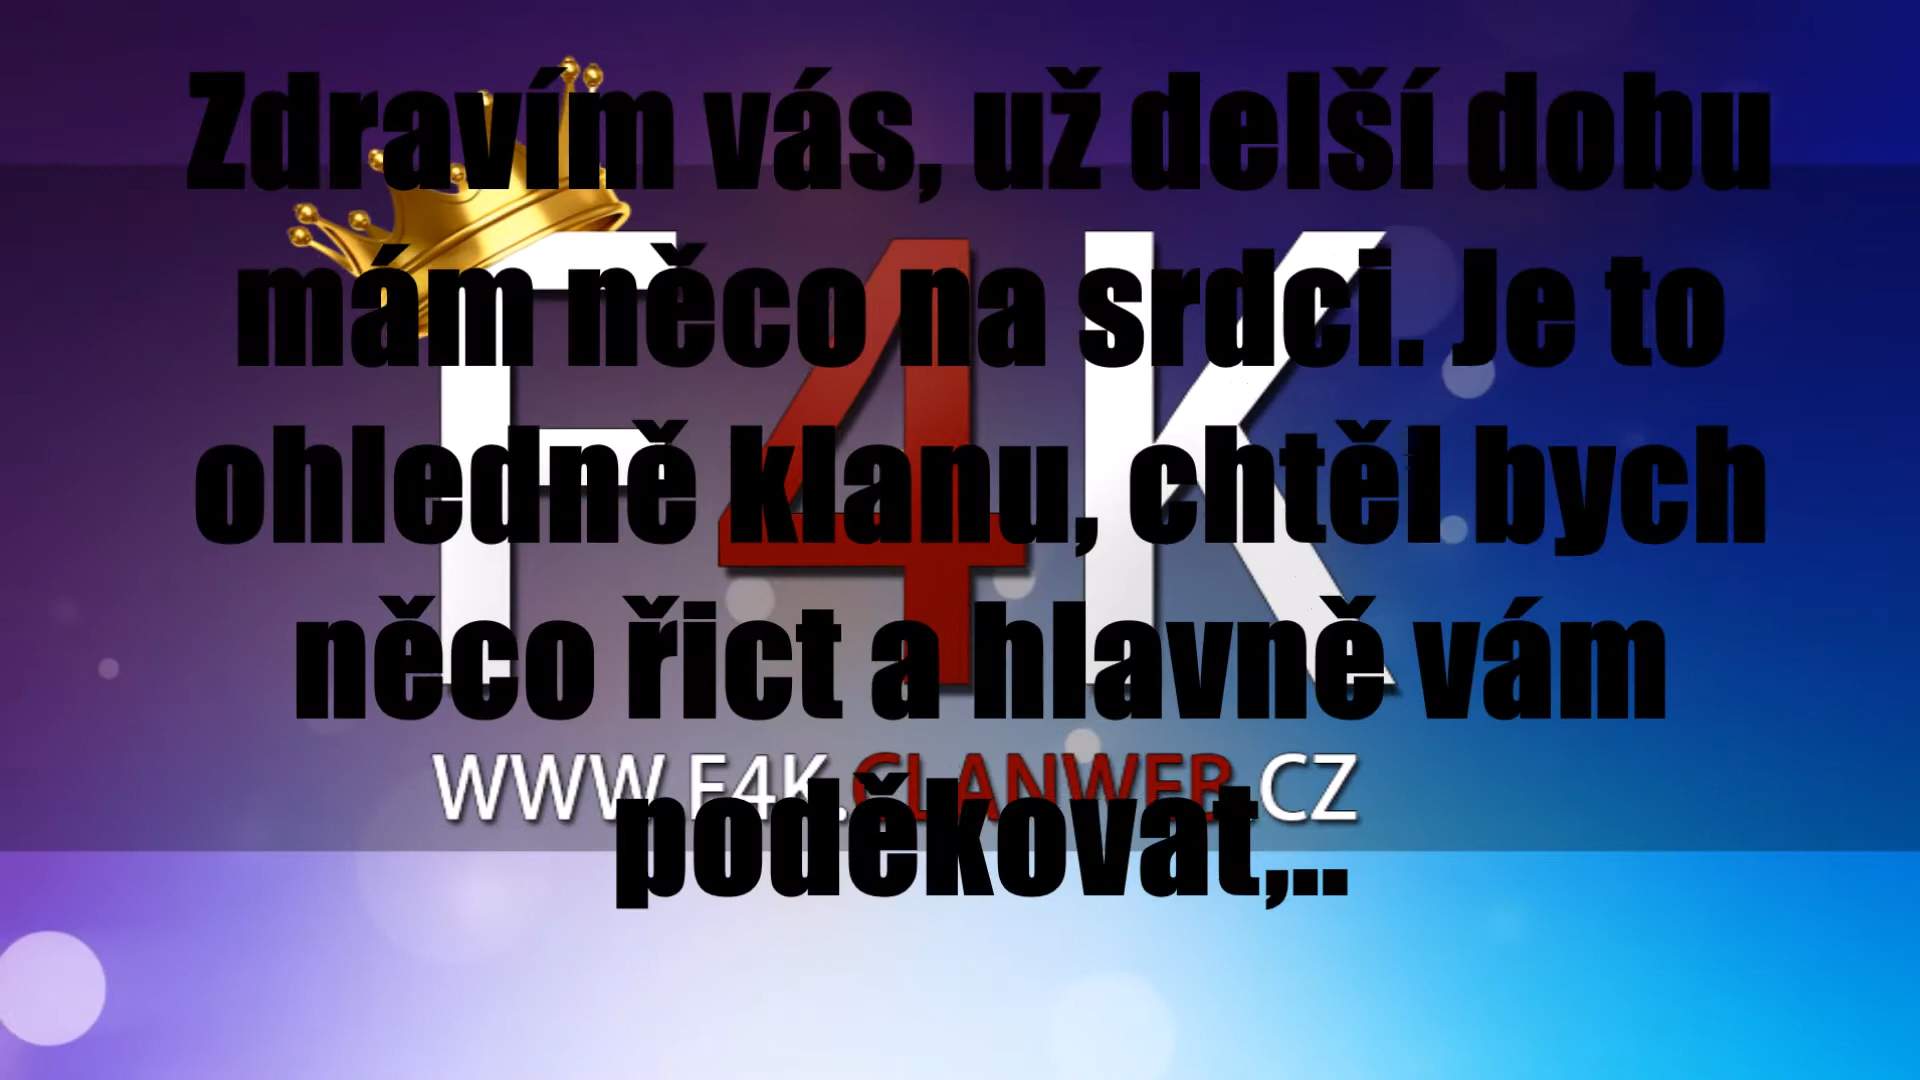 Zdravím vás, už delší dobu
mám něco na srdci. Je to
ohledně klanu, chtěl bych
něco řict a hlavně vám
poděkovat,..
F4K
WWW.F4K.CLANWEB.CZ